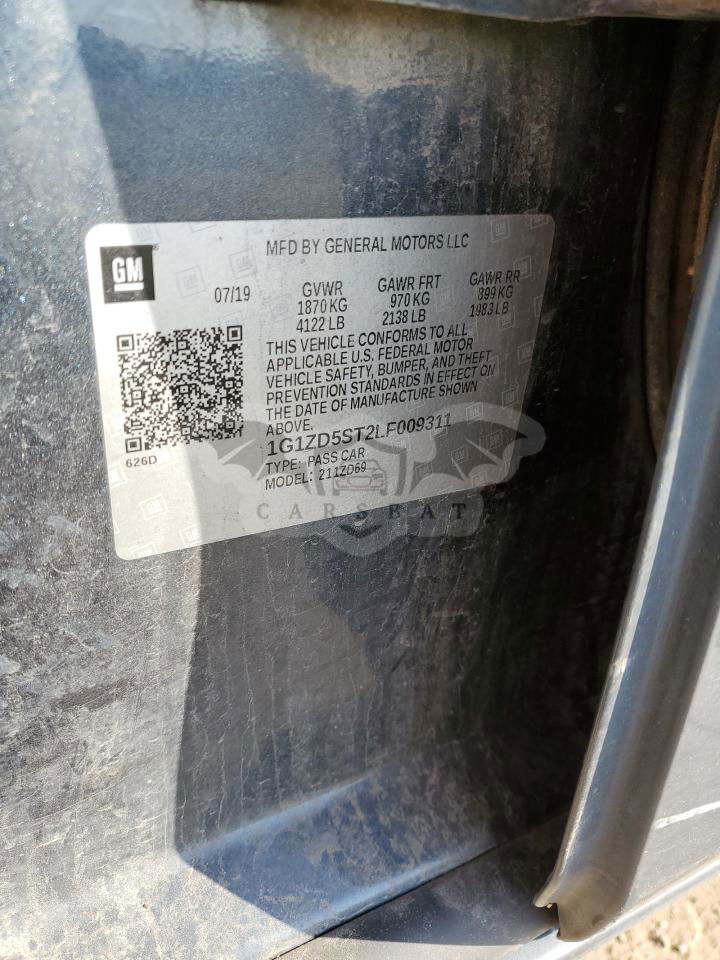 GM
MFD BY GENERAL MOTORS LLC
07/19 GVWR GAWR FRT GAWR RR
1870 KG 970 KG 899 KG
4122 LB 2138 LB 1983 LB
THIS VEHICLE CONFORMS TO ALL
APPLICABLE U.S. FEDERAL MOTOR
VEHICLE SAFETY, BUMPER, AND THEFT
PREVENTION STANDARDS IN EFFECT ON
THE DATE OF MANUFACTURE SHOWN
ABOVE.
1G1ZD5ST2LF009311
TYPE: PASS CAR
MODEL: 211ZD69
626D
CARSEAT